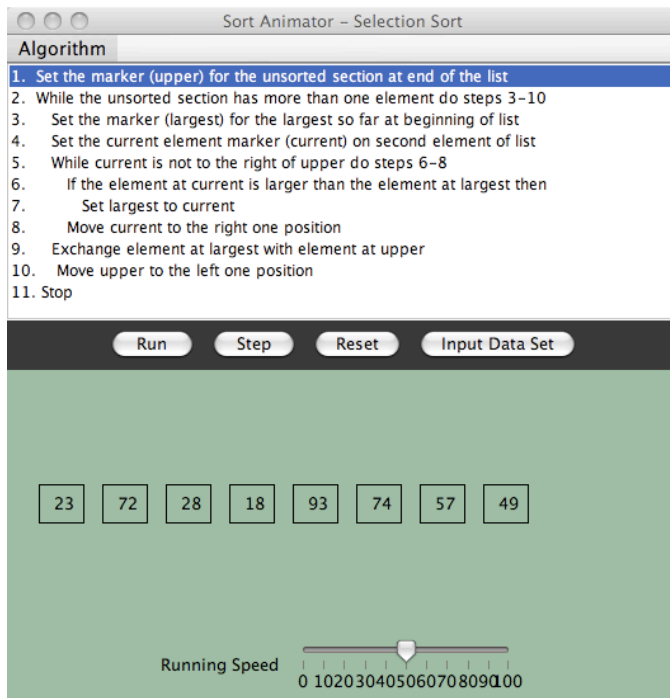 Sort Animator – Selection Sort
Algorithm
1. Set the marker (upper) for the unsorted section at end of the list
2. While the unsorted section has more than one element do steps 3–10
3. Set the marker (largest) for the largest so far at beginning of list
4. Set the current element marker (current) on second element of list
5. While current is not to the right of upper do steps 6–8
6. If the element at current is larger than the element at largest then
7. Set largest to current
8. Move current to the right one position
9. Exchange element at largest with element at upper
10. Move upper to the left one position
11. Stop
Run Step Reset Input Data Set
23 72 28 18 93 74 57 49
Running Speed
0 10 20 30 40 50 60 70 80 90 100